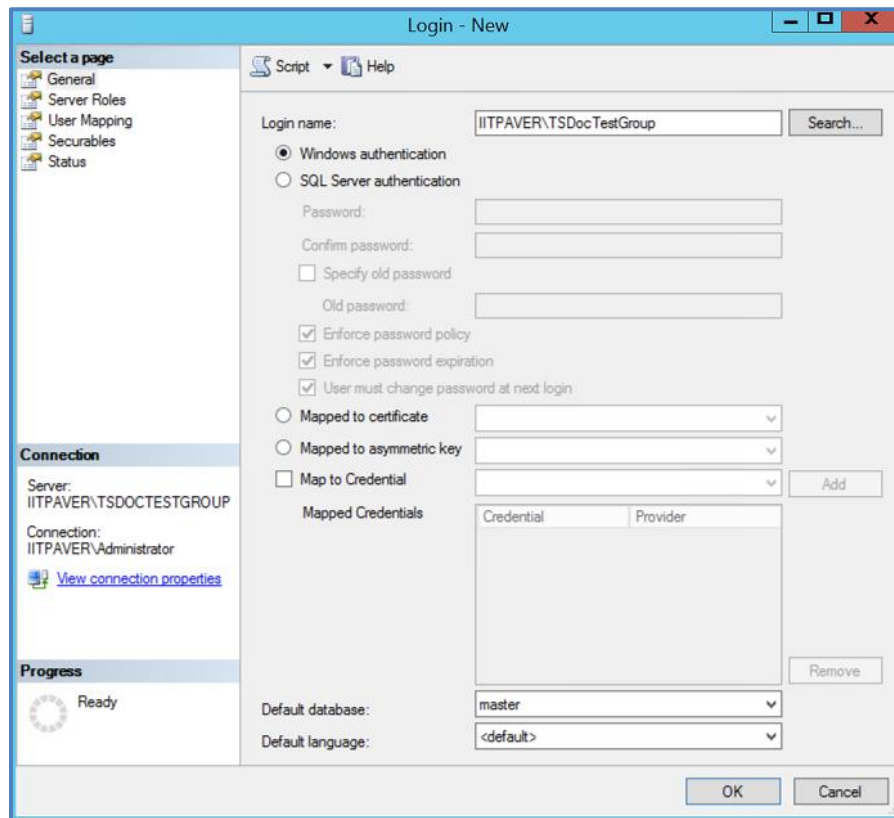 Login - New
Select a page
General
Server Roles
User Mapping
Securables
Status
Script
Help
Login name:
IITPAVER\TSDocTestGroup
Search...
Windows authentication
SQL Server authentication
Password:
Confirm password:
Specify old password
Old password:
Enforce password policy
Enforce password expiration
User must change password at next login
Mapped to certificate
Mapped to asymmetric key
Map to Credential
Add
Mapped Credentials
Credential
Provider
Remove
Default database:
master
Default language:
<default>
Connection
Server:
IITPAVER\TSDOCTESTGROUP
Connection:
IITPAVER\Administrator
View connection properties
Progress
Ready
OK
Cancel